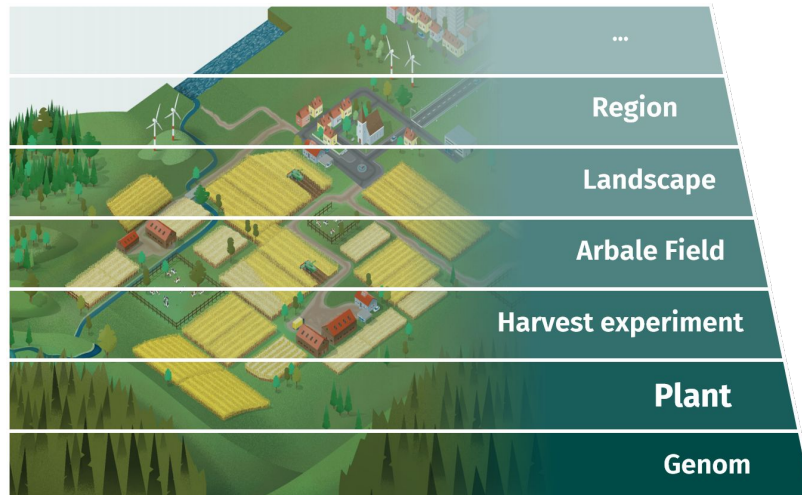 ...
Region
Landscape
Arbale Field
Harvest experiment
Plant
Genom